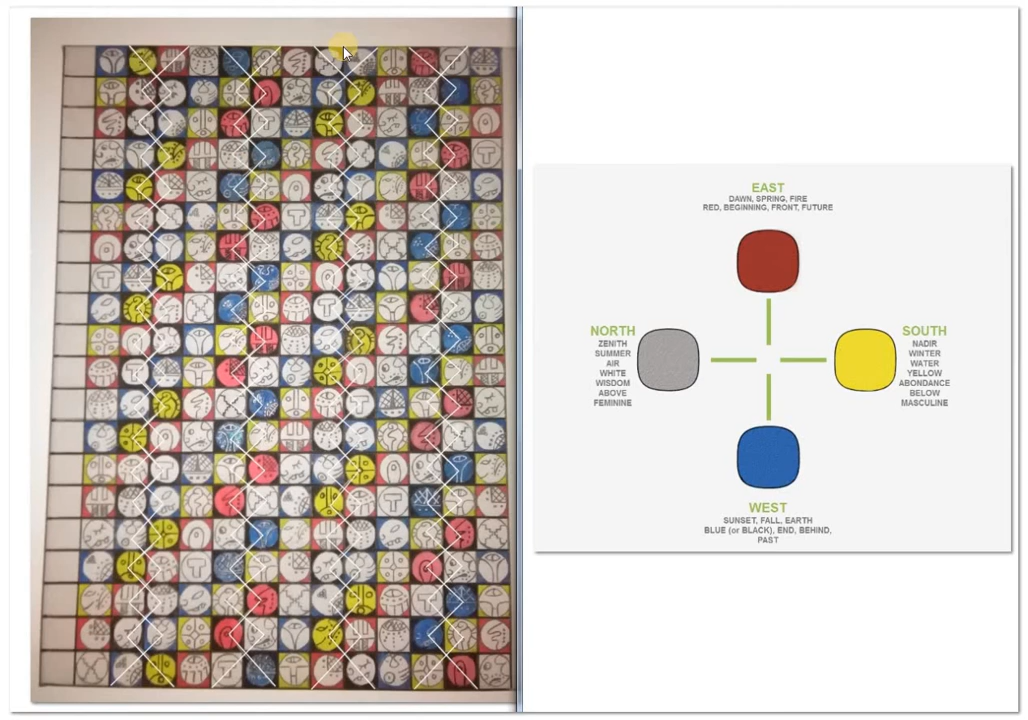 EAST
DAWN, SPRING, FIRE
RED, BEGINNING, FRONT, FUTURE
NORTH
ZENITH
SUMMER
AIR
WHITE
WISDOM
ABOVE
FEMININE
SOUTH
NADIR
WINTER
WATER
YELLOW
ABONDANCE
BELOW
MASCULINE
WEST
SUNSET, FALL, EARTH
BLUE (or BLACK), END, BEHIND,
PAST